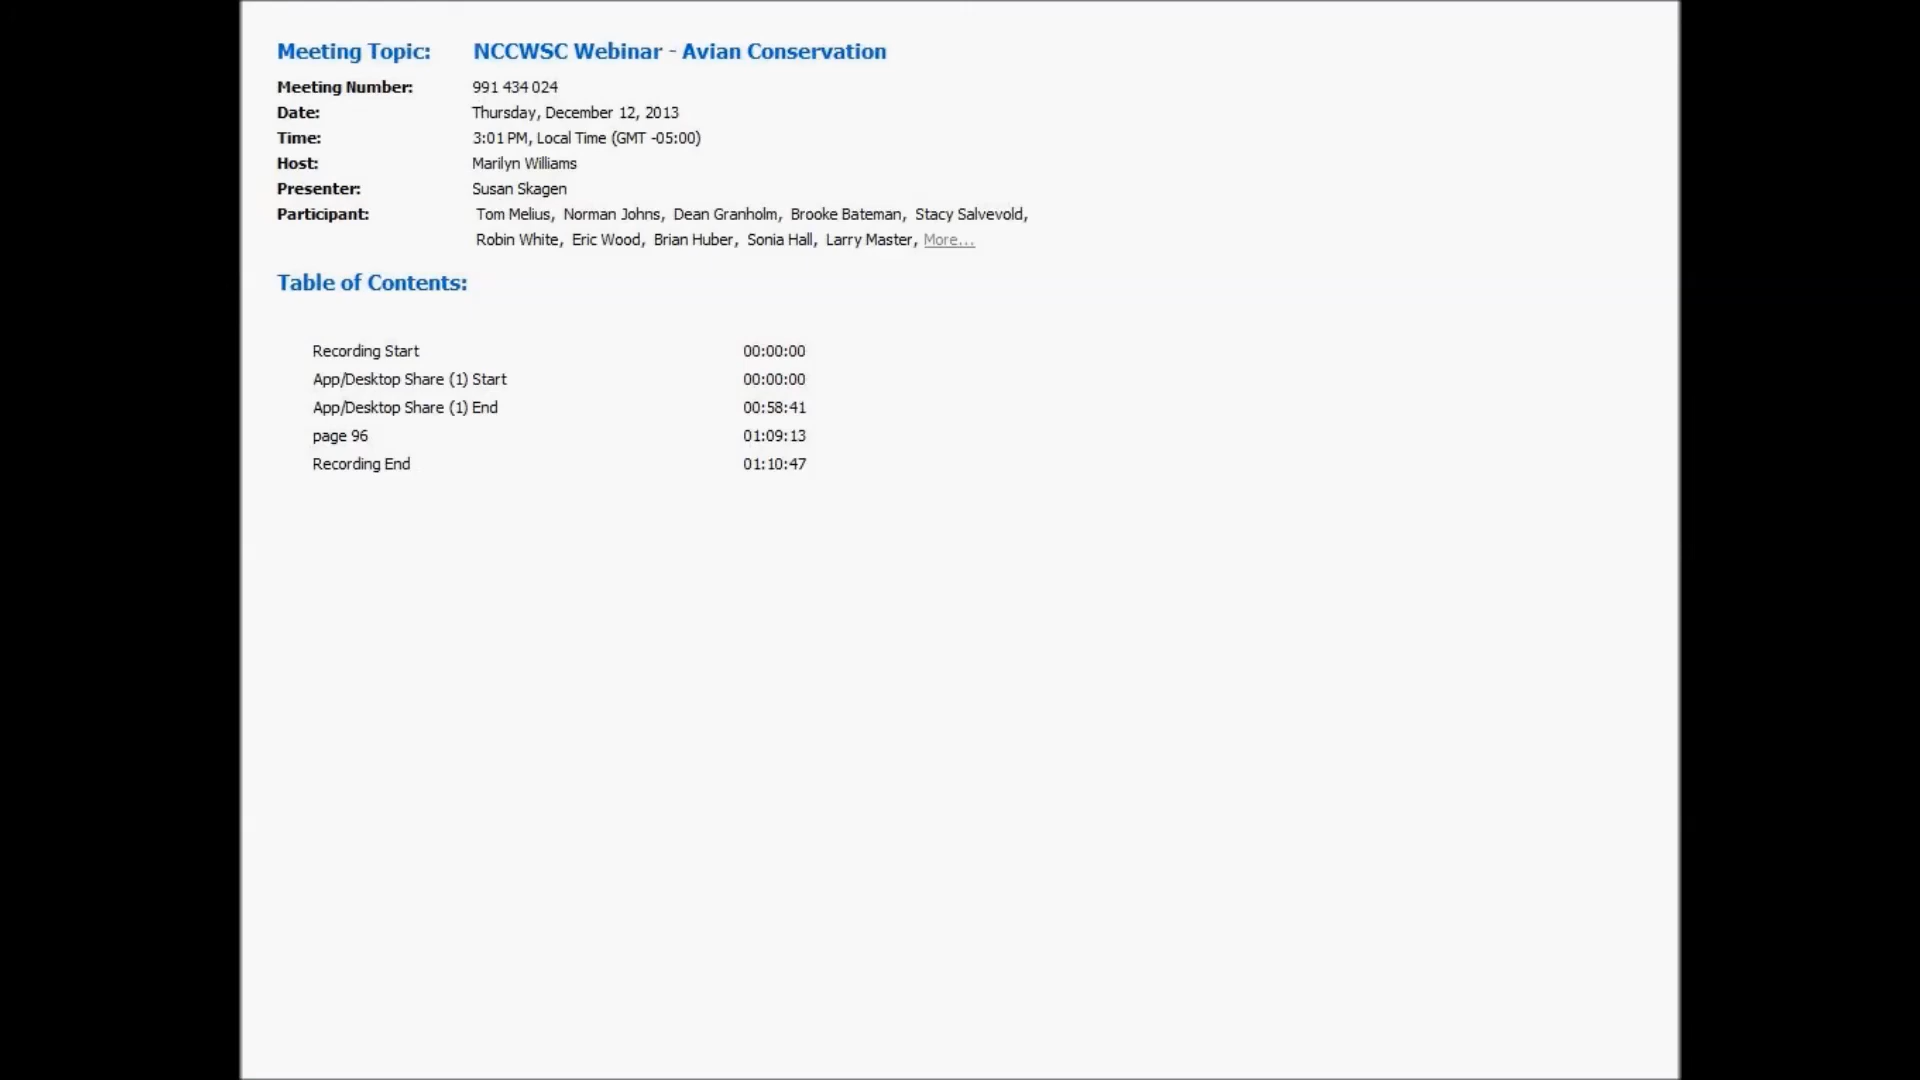 Meeting Topic: NCCWSC Webinar - Avian Conservation
Meeting Number: 991 434 024
Date: Thursday, December 12, 2013
Time: 3:01 PM, Local Time (GMT -05:00)
Host: Marilyn Williams
Presenter: Susan Skagen
Participant: Tom Melius, Norman Johns, Dean Granholm, Brooke Bateman, Stacy Salvevold,
Robin White, Eric Wood, Brian Huber, Sonia Hall, Larry Master, More...
Table of Contents:
Recording Start 00:00:00
App/Desktop Share (1) Start 00:00:00
App/Desktop Share (1) End 00:58:41
page 96 01:09:13
Recording End 01:10:47